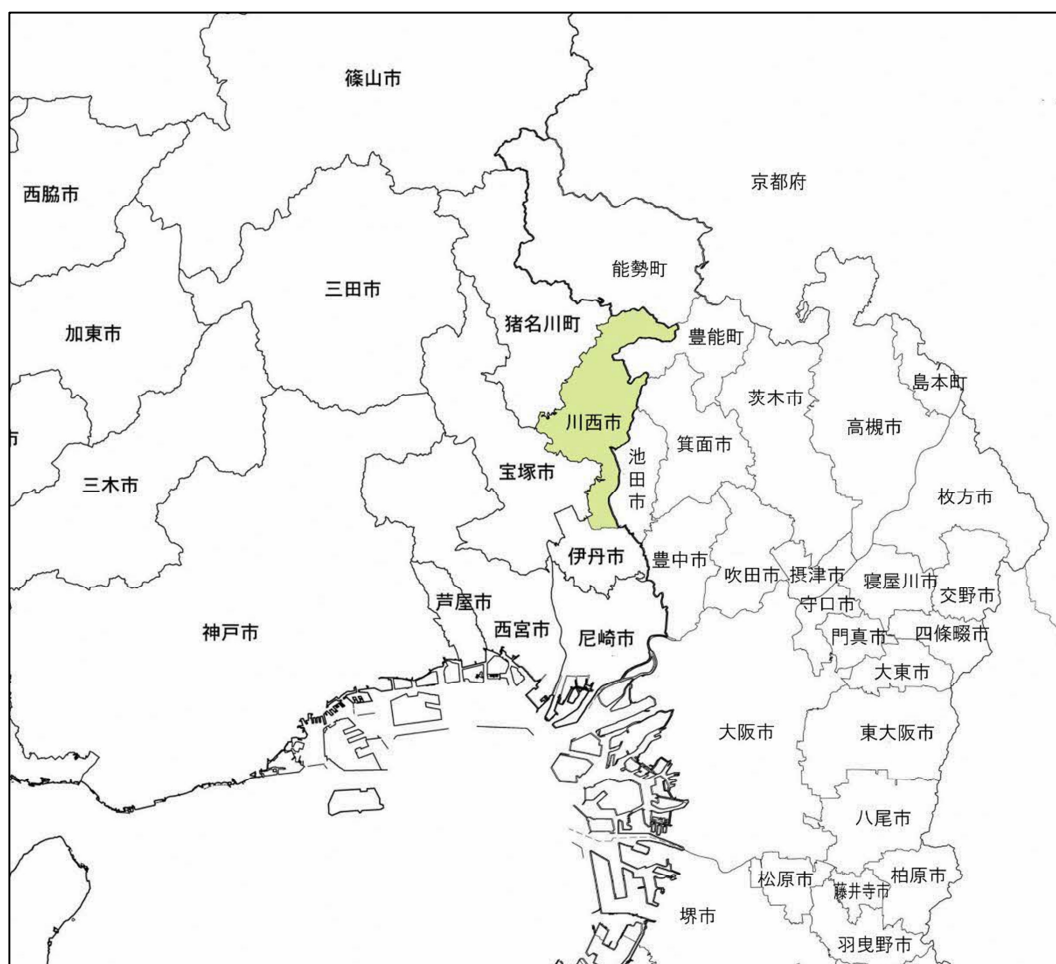 篠山市
京都府
西脇市
能勢町
三田市
猪名川町
加東市
豊能町
島本町
茨木市
川西市
高槻市
箕面市
市
宝塚市
池田市
三木市
枚方市
伊丹市
豊中市
吹田市
摂津市
寝屋川市
交野市
芦屋市
守口市
神戸市
西宮市
尼崎市
門真市
四條畷市
大東市
大阪市
東大阪市
八尾市
松原市
藤井寺市
柏原市
堺市
羽曳野市